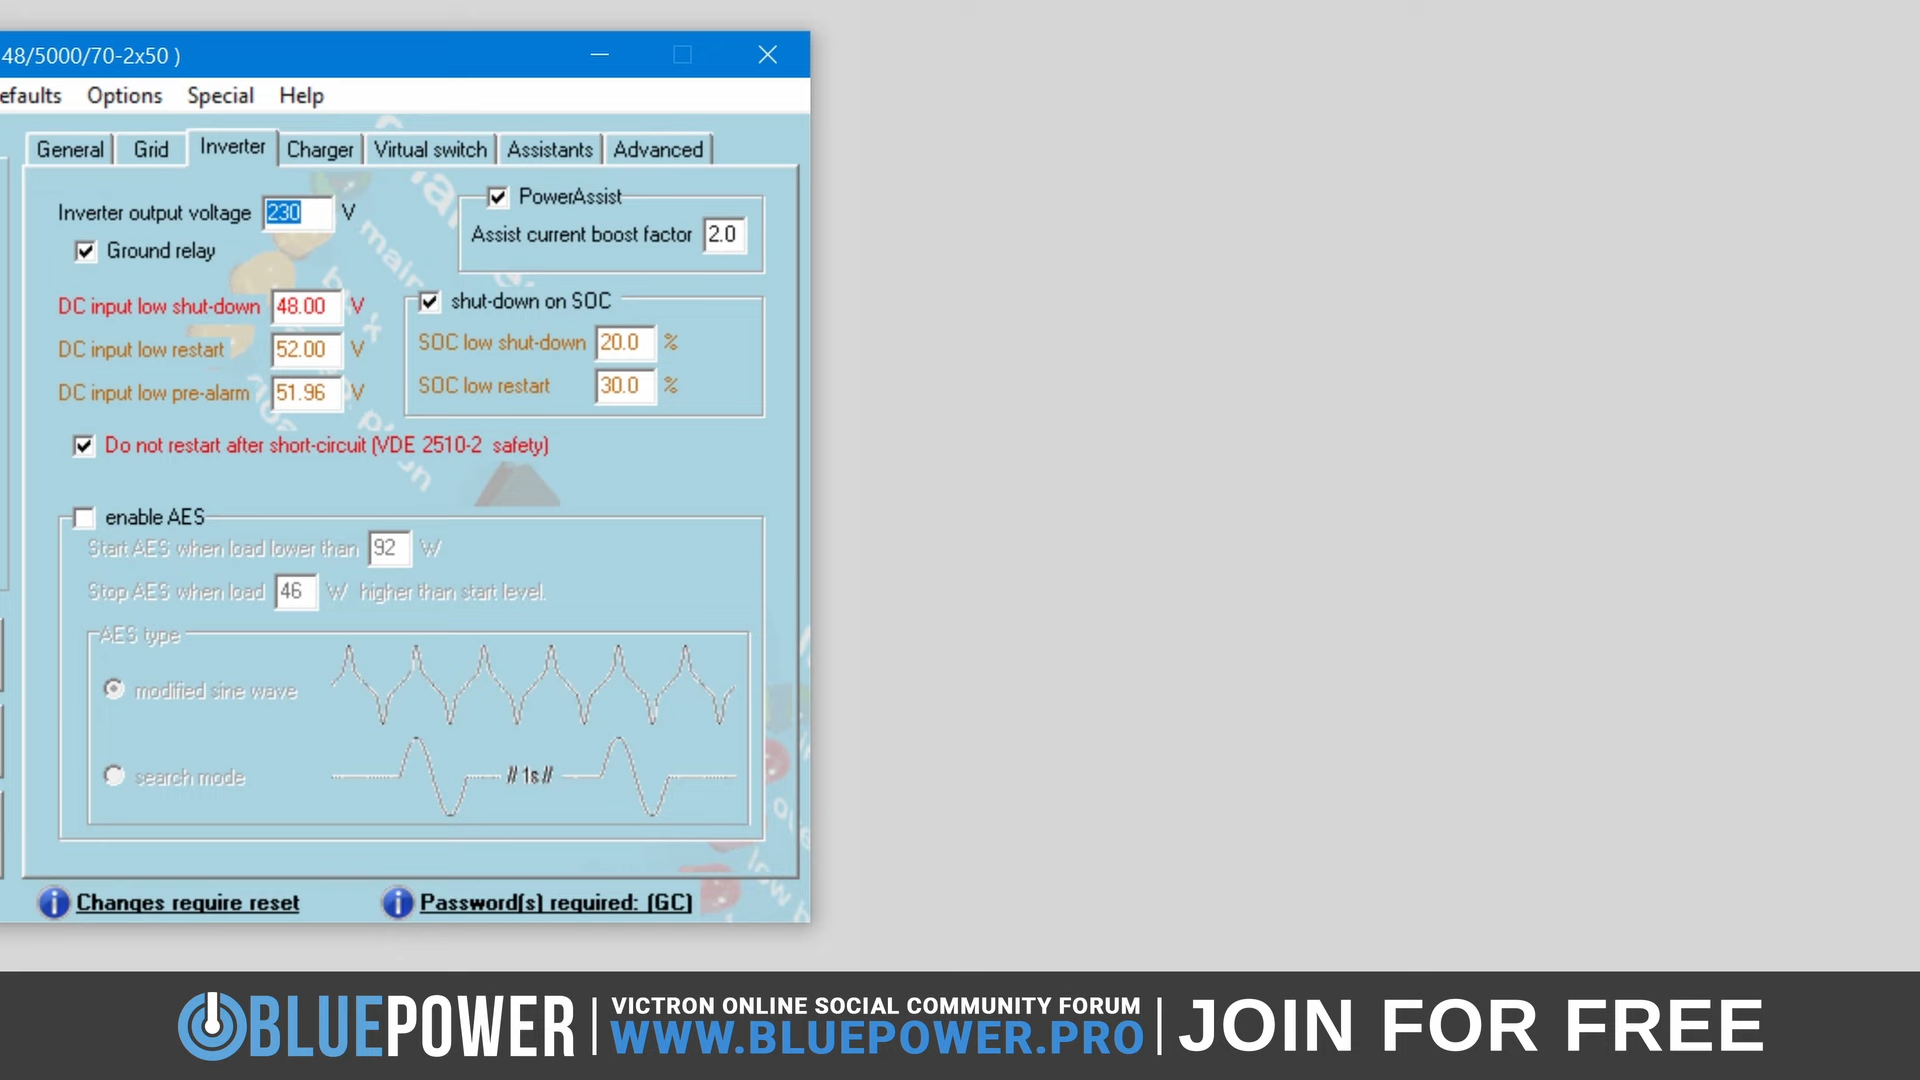 48/5000/70-2x50 )
efaults Options Special Help
General Grid Inverter Charger Virtual switch Assistants Advanced
Inverter output voltage 230 V
Ground relay
PowerAssist
Assist current boost factor 2.0
DC input low shut-down 48.00 V
DC input low restart 52.00 V
DC input low pre-alarm 51.96 V
shut-down on SOC
SOC low shut-down 20.0 %
SOC low restart 30.0 %
Do not restart after short-circuit (VDE 2510-2 safety)
enable AES
Start AES when load lower than 92 W
Stop AES when load 46 W higher than start level.
AES type
modified sine wave
search mode // 1s //
Changes require reset
Password(s) required: (GC)
BLUEPOWER
VICTRON ONLINE SOCIAL COMMUNITY FORUM
WWW.BLUEPOWER.PRO
JOIN FOR FREE